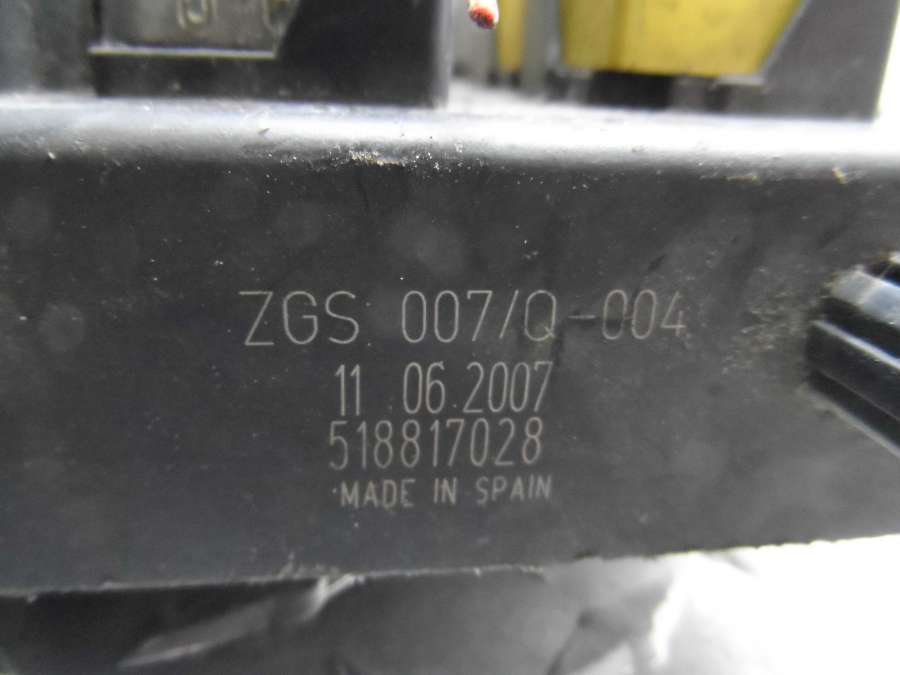 ZGS 007/Q-004
11 06.2007
518817028
MADE IN SPAIN